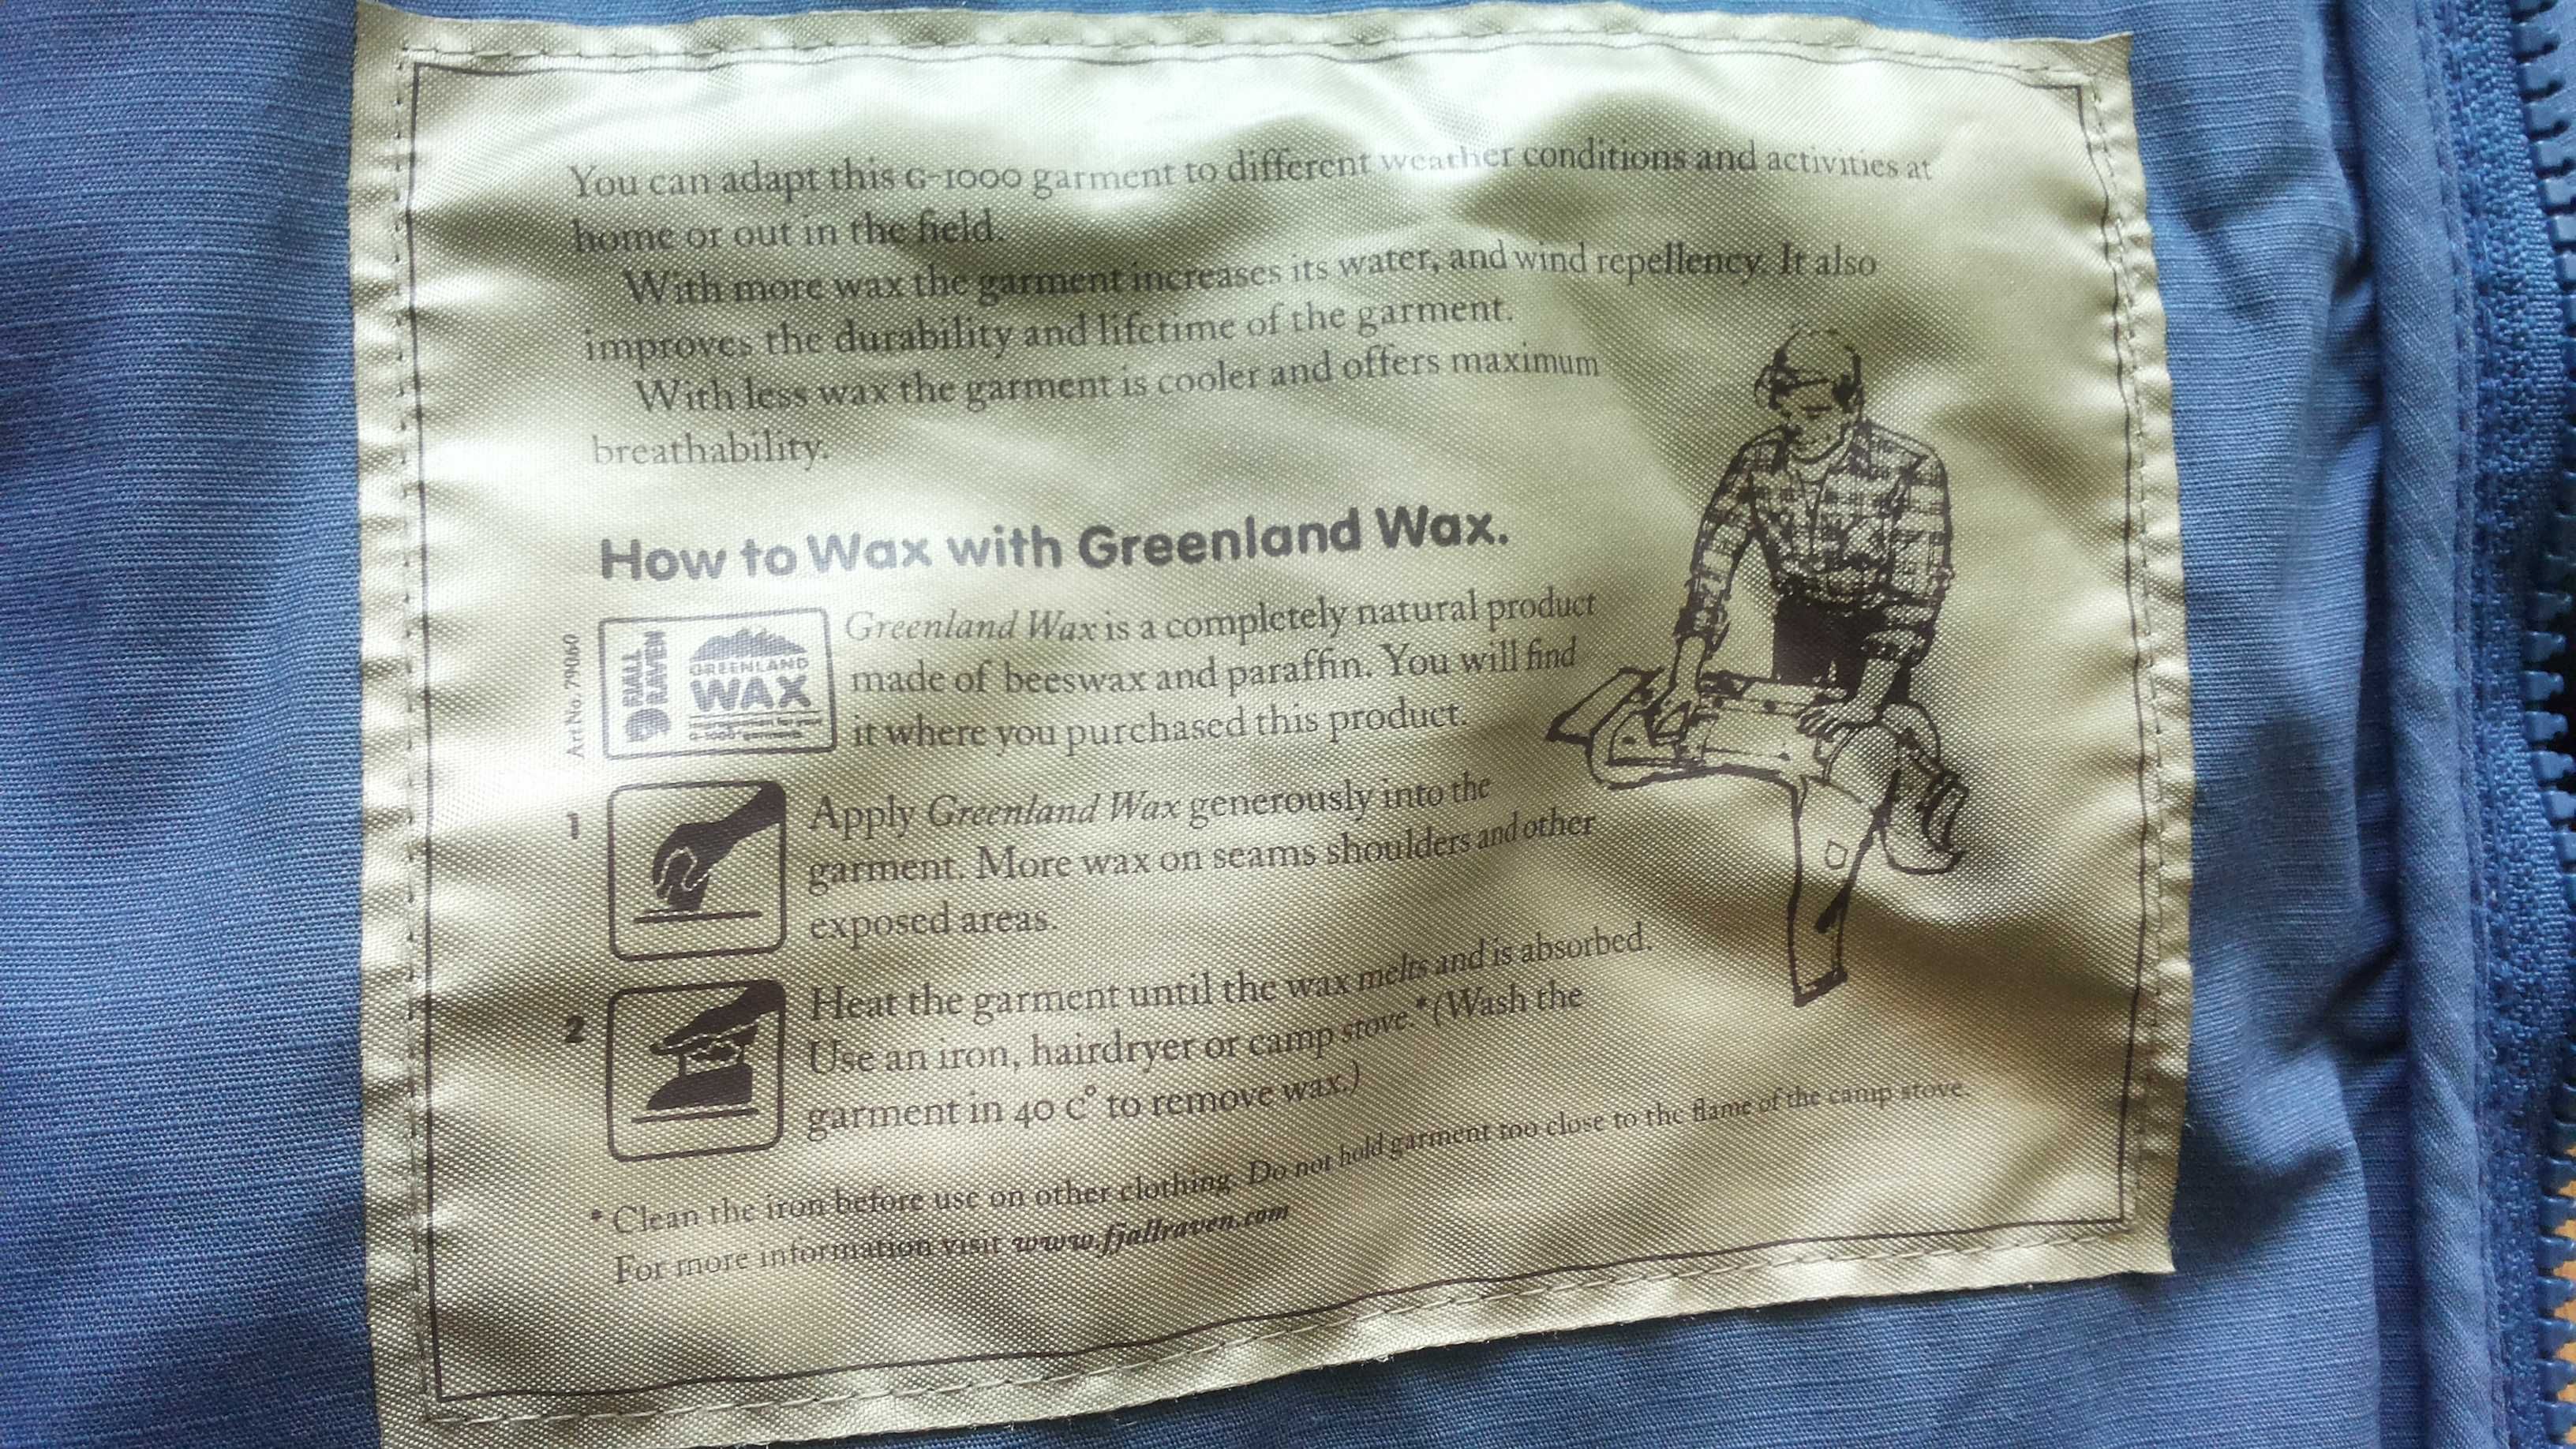 You can adapt this G-1000 garment to different weather conditions and activities at
home or out in the field.
With more wax the garment increases its water, and wind repellency. It also
improves the durability and lifetime of the garment.
With less wax the garment is cooler and offers maximum
breathability.
How to Wax with Greenland Wax.
Art No. 79060
FJALL
RAVEN
GREENLAND
WAX
Greenland Wax is a completely natural product
made of beeswax and paraffin. You will find
it where you purchased this product.
1
Apply Greenland Wax generously into the
garment. More wax on seams shoulders and other
exposed areas.
2
Heat the garment until the wax melts and is absorbed.
Use an iron, hairdryer or camp stove.* (Wash the
garment in 40 C° to remove wax.)
* Clean the iron before use on other clothing. Do not hold garment too close to the flame of the camp stove.
For more information visit www.fjallraven.com